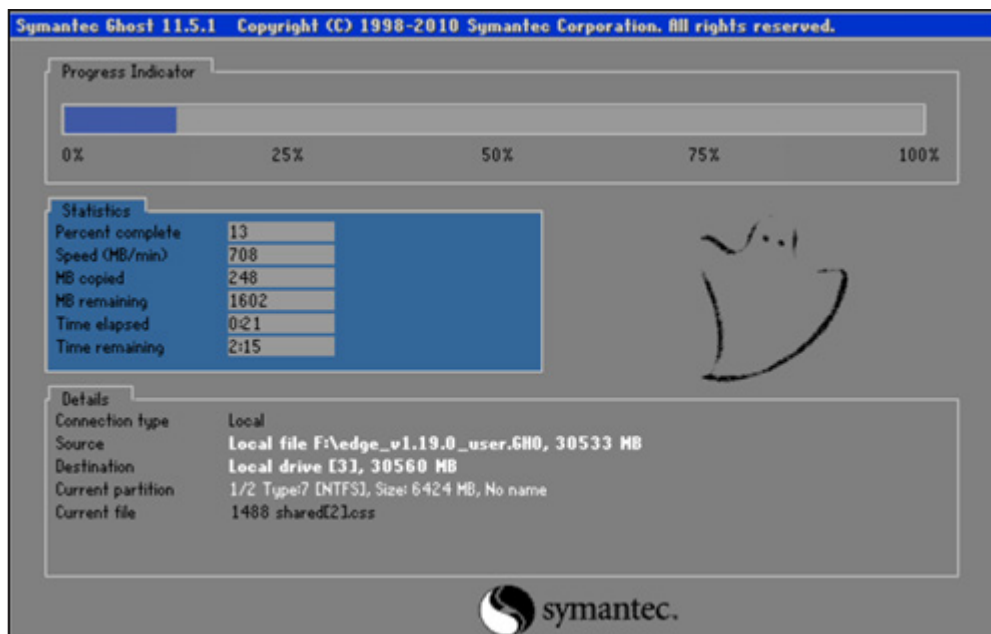 Symantec Ghost 11.5.1 Copyright (C) 1998-2010 Symantec Corporation. All rights reserved.
Progress Indicator
0% 25% 50% 75% 100%
Statistics
Percent complete 13
Speed (MB/min) 708
MB copied 248
MB remaining 1602
Time elapsed 0:21
Time remaining 2:15
Details
Connection type Local
Source Local file F:\edge_v1.19.0_user.GHO, 30533 MB
Destination Local drive [3], 30560 MB
Current partition 1/2 Type:7 [NTFS], Size: 6424 MB, No name
Current file 1488 shared[2].css
symantec.